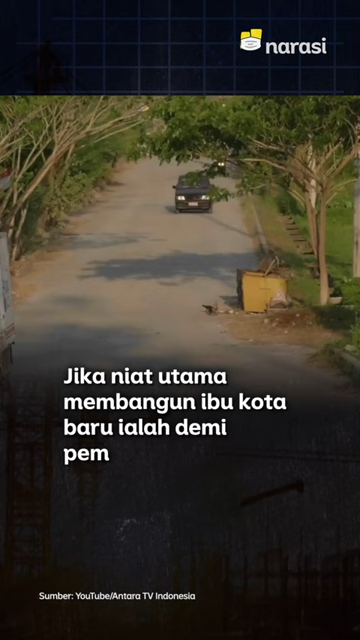 narasi
Jika niat utama
membangun ibu kota
baru ialah demi
pem
Sumber: YouTube/Antara TV Indonesia